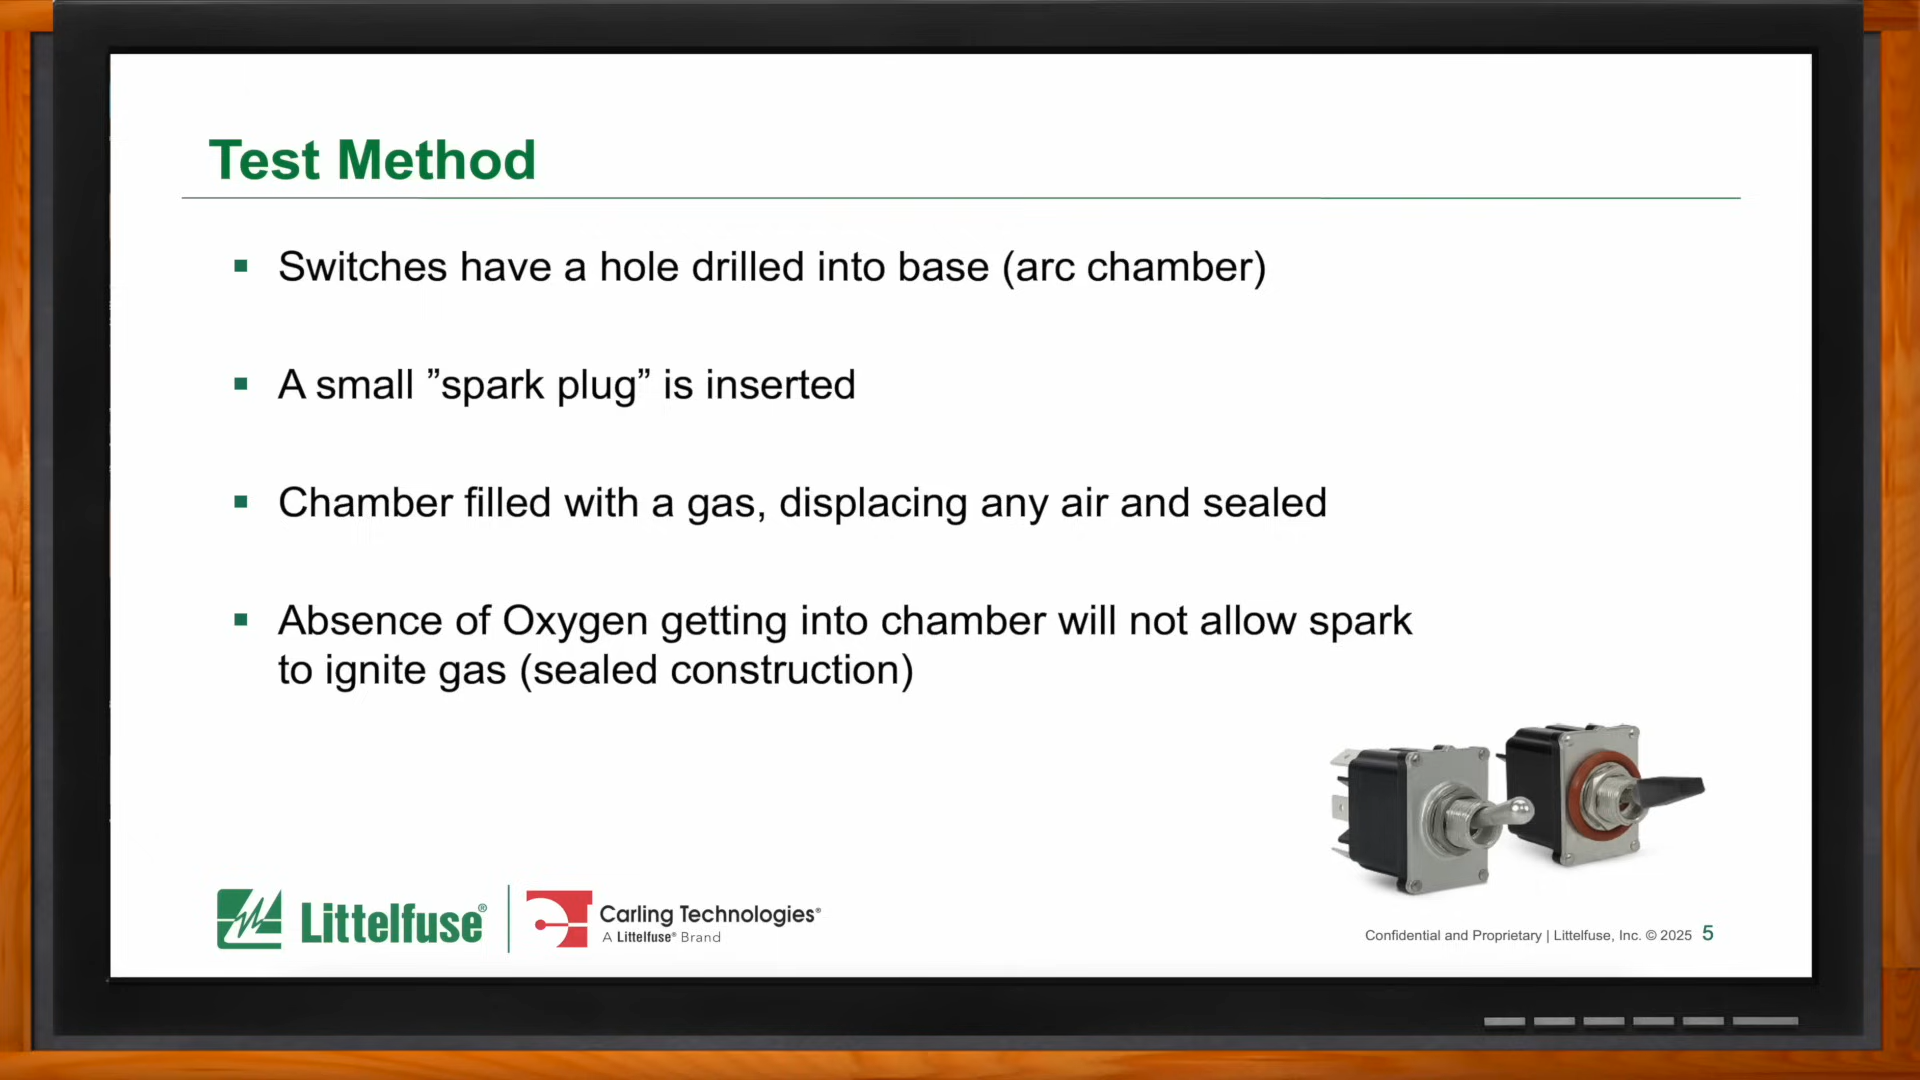 Test Method
▪ Switches have a hole drilled into base (arc chamber)
▪ A small ”spark plug” is inserted
▪ Chamber filled with a gas, displacing any air and sealed
▪ Absence of Oxygen getting into chamber will not allow spark
to ignite gas (sealed construction)
Littelfuse®
Carling Technologies®
A Littelfuse® Brand
Confidential and Proprietary | Littelfuse, Inc. © 2025 5